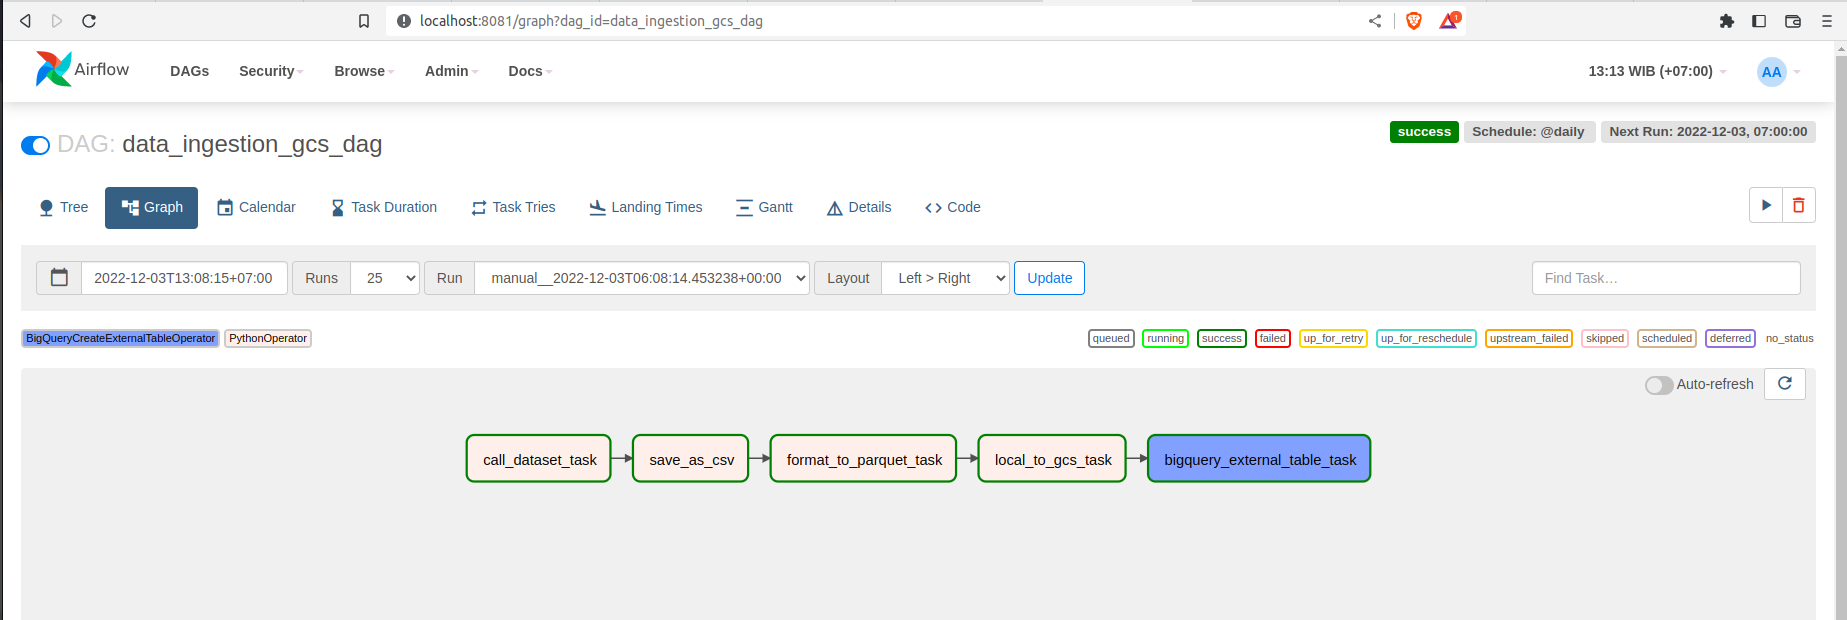 localhost:8081/graph?dag_id=data_ingestion_gcs_dag
1
Airflow DAGs Security Browse Admin Docs 13:13 WIB (+07:00) AA
DAG: data_ingestion_gcs_dag
success Schedule: @daily Next Run: 2022-12-03, 07:00:00
Tree Graph Calendar Task Duration Task Tries Landing Times Gantt Details Code
2022-12-03T13:08:15+07:00 Runs 25 Run manual__2022-12-03T06:08:14.453238+00:00 Layout Left > Right Update Find Task…
BigQueryCreateExternalTableOperator PythonOperator queued running success failed up_for_retry up_for_reschedule upstream_failed skipped scheduled deferred no_status
Auto-refresh
call_dataset_task save_as_csv format_to_parquet_task local_to_gcs_task bigquery_external_table_task